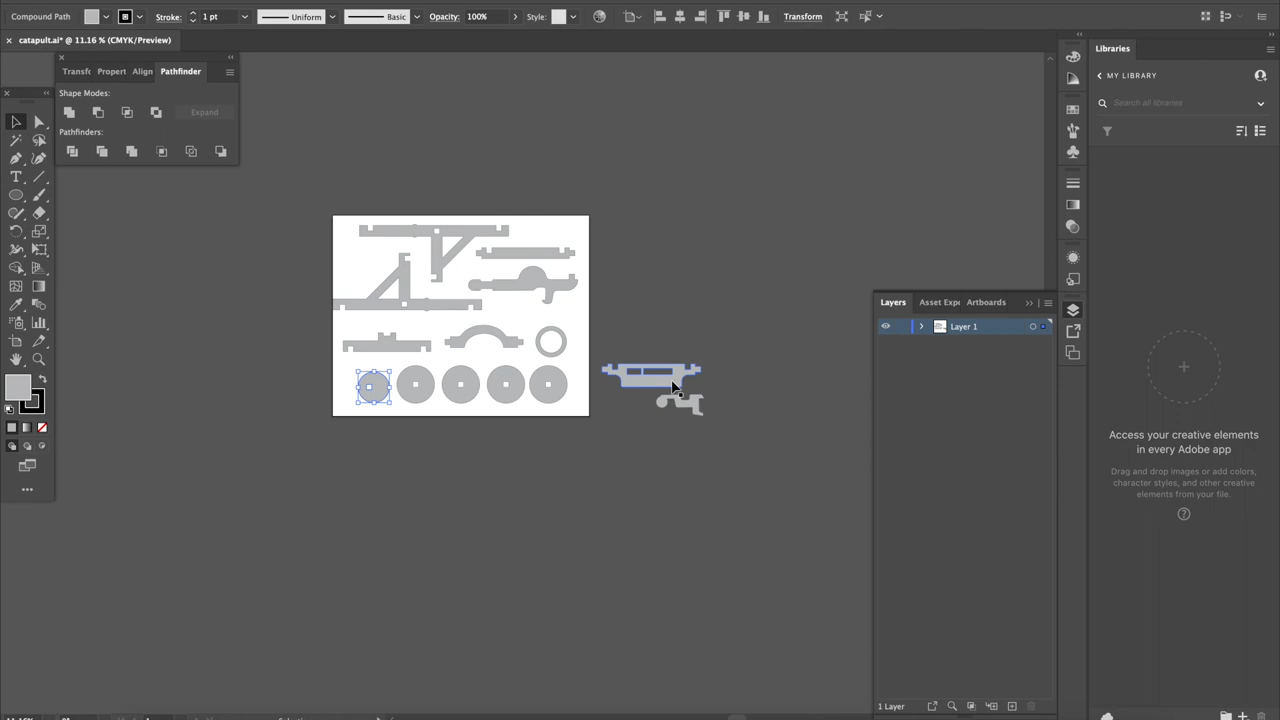 Compound Path
Stroke:
1 pt
Uniform
Basic
Opacity:
100%
Style:
Transform
catapult.ai* @ 11.16 % (CMYK/Preview)
Transfo
Propert
Align
Pathfinder
Shape Modes:
Expand
Pathfinders:
Libraries
MY LIBRARY
Search all libraries
Layers
Asset Expo
Artboards
Layer 1
Access your creative elements
in every Adobe app
Drag and drop images or add colors,
character styles, and other creative
elements from your file.
1 Layer